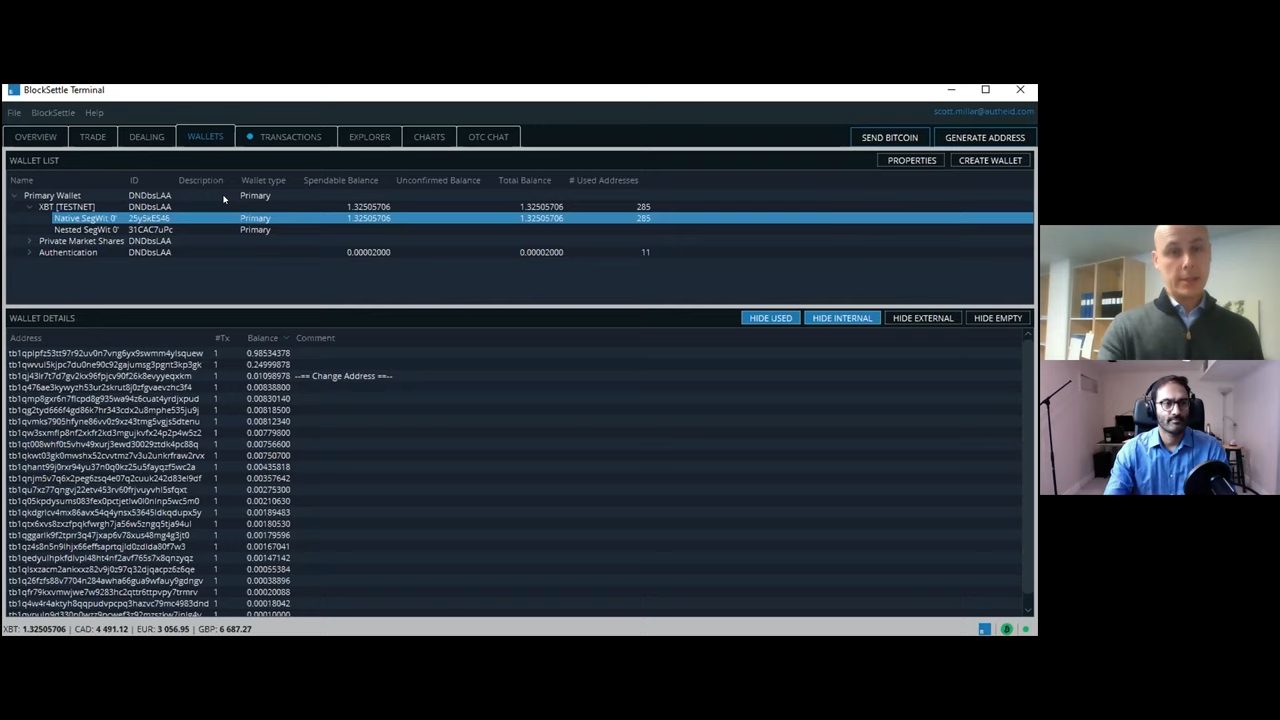 BlockSettle Terminal
File BlockSettle Help scott.millar@autheid.com
OVERVIEW TRADE DEALING WALLETS TRANSACTIONS EXPLORER CHARTS OTC CHAT SEND BITCOIN GENERATE ADDRESS
WALLET LIST PROPERTIES CREATE WALLET
Name ID Description Wallet type Spendable Balance Unconfirmed Balance Total Balance # Used Addresses
Primary Wallet DNDbsLAA Primary
XBT [TESTNET] DNDbsLAA 1.32505706 1.32505706 285
Native SegWit 0' 25y5kES46 Primary 1.32505706 1.32505706 285
Nested SegWit 0' 31CAC7uPc Primary
Private Market Shares DNDbsLAA
Authentication DNDbsLAA 0.00002000 0.00002000 11
WALLET DETAILS HIDE USED HIDE INTERNAL HIDE EXTERNAL HIDE EMPTY
Address #Tx Balance Comment
1 0.98534378
1 0.24999878
1 0.01098978 --== Change Address ==--
1 0.00838800
1 0.00830140
1 0.00818500
1 0.00812340
1 0.00779800
1 0.00756600
1 0.00750700
1 0.00435818
1 0.00357642
1 0.00275300
1 0.00210630
1 0.00189483
1 0.00180530
1 0.00179596
1 0.00167041
1 0.00147142
1 0.00055384
1 0.00038896
1 0.00020088
1 0.00018042
XBT: 1.32505706 | CAD: 4 491.12 | EUR: 3 056.95 | GBP: 6 687.27